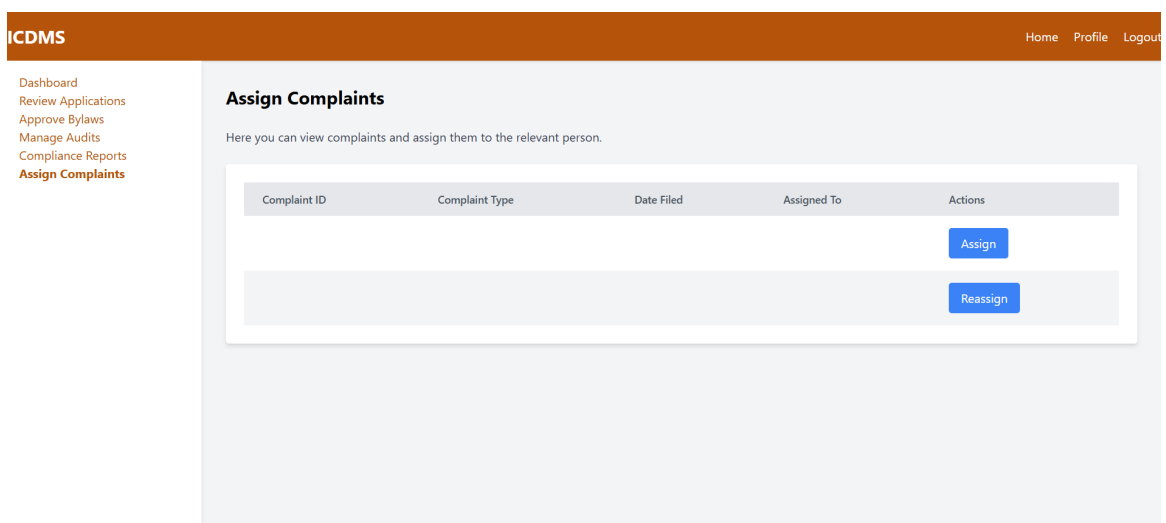 ICDMS
Home Profile Logout
Dashboard
Review Applications
Approve Bylaws
Manage Audits
Compliance Reports
Assign Complaints
Assign Complaints
Here you can view complaints and assign them to the relevant person.
Complaint ID Complaint Type Date Filed Assigned To Actions
Assign
Reassign